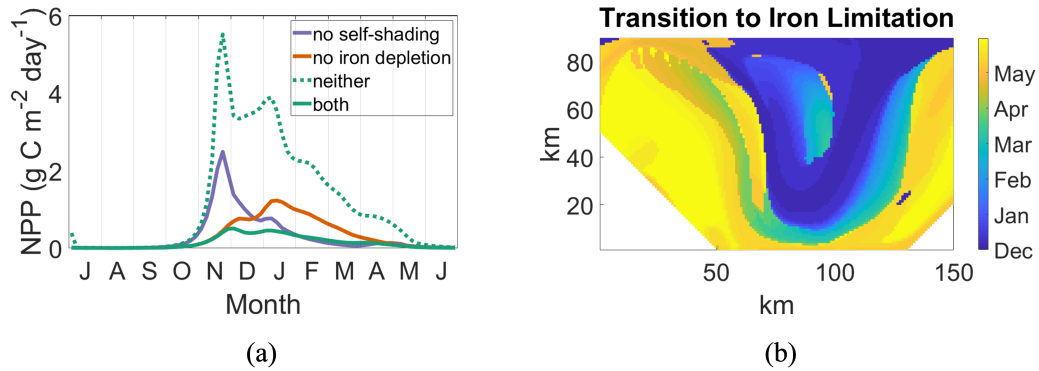 6
4
2
0
NPP (g C m⁻² day⁻¹)
no self-shading
no iron depletion
neither
both
J A S O N D J F M A M J
Month
(a)
Transition to Iron Limitation
80
60
40
20
km
50 100 150
km
May
Apr
Mar
Feb
Jan
Dec
(b)